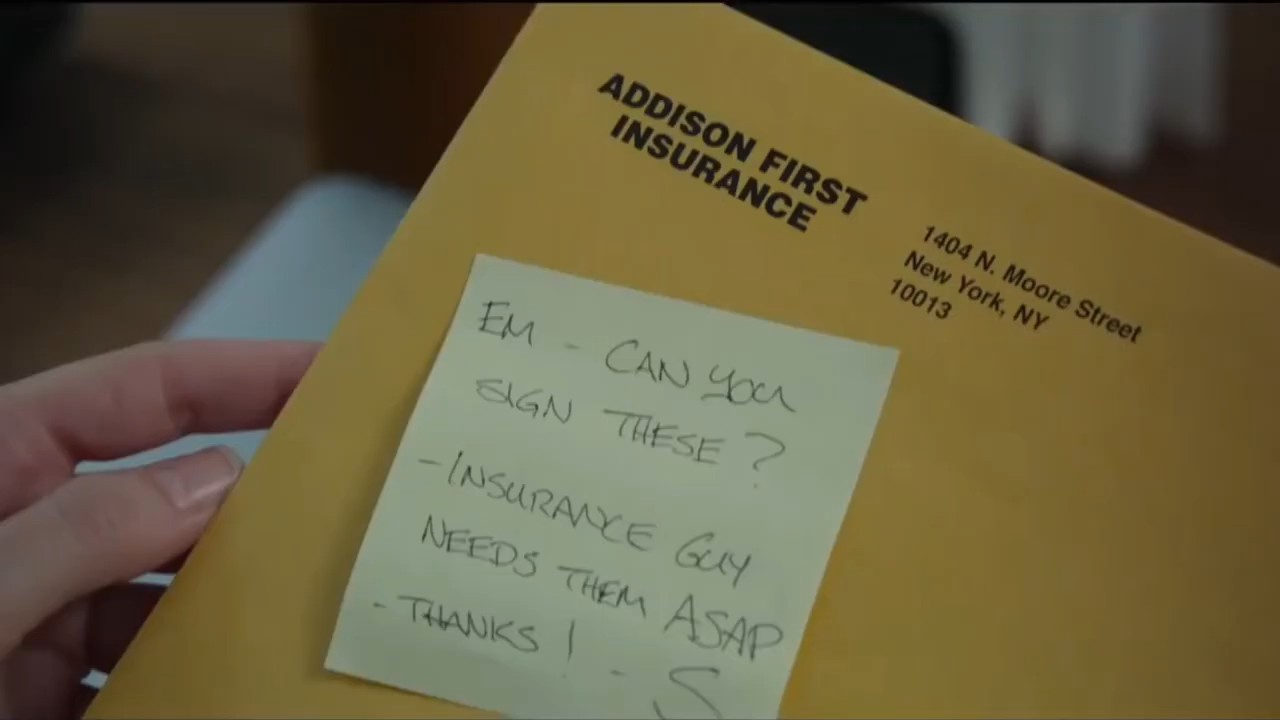 ADDISON FIRST
INSURANCE
1404 N. Moore Street
New York, NY
10013
EM - CAN YOU
SIGN THESE?
-INSURANCE GUY
NEEDS THEM ASAP
-THANKS! - S